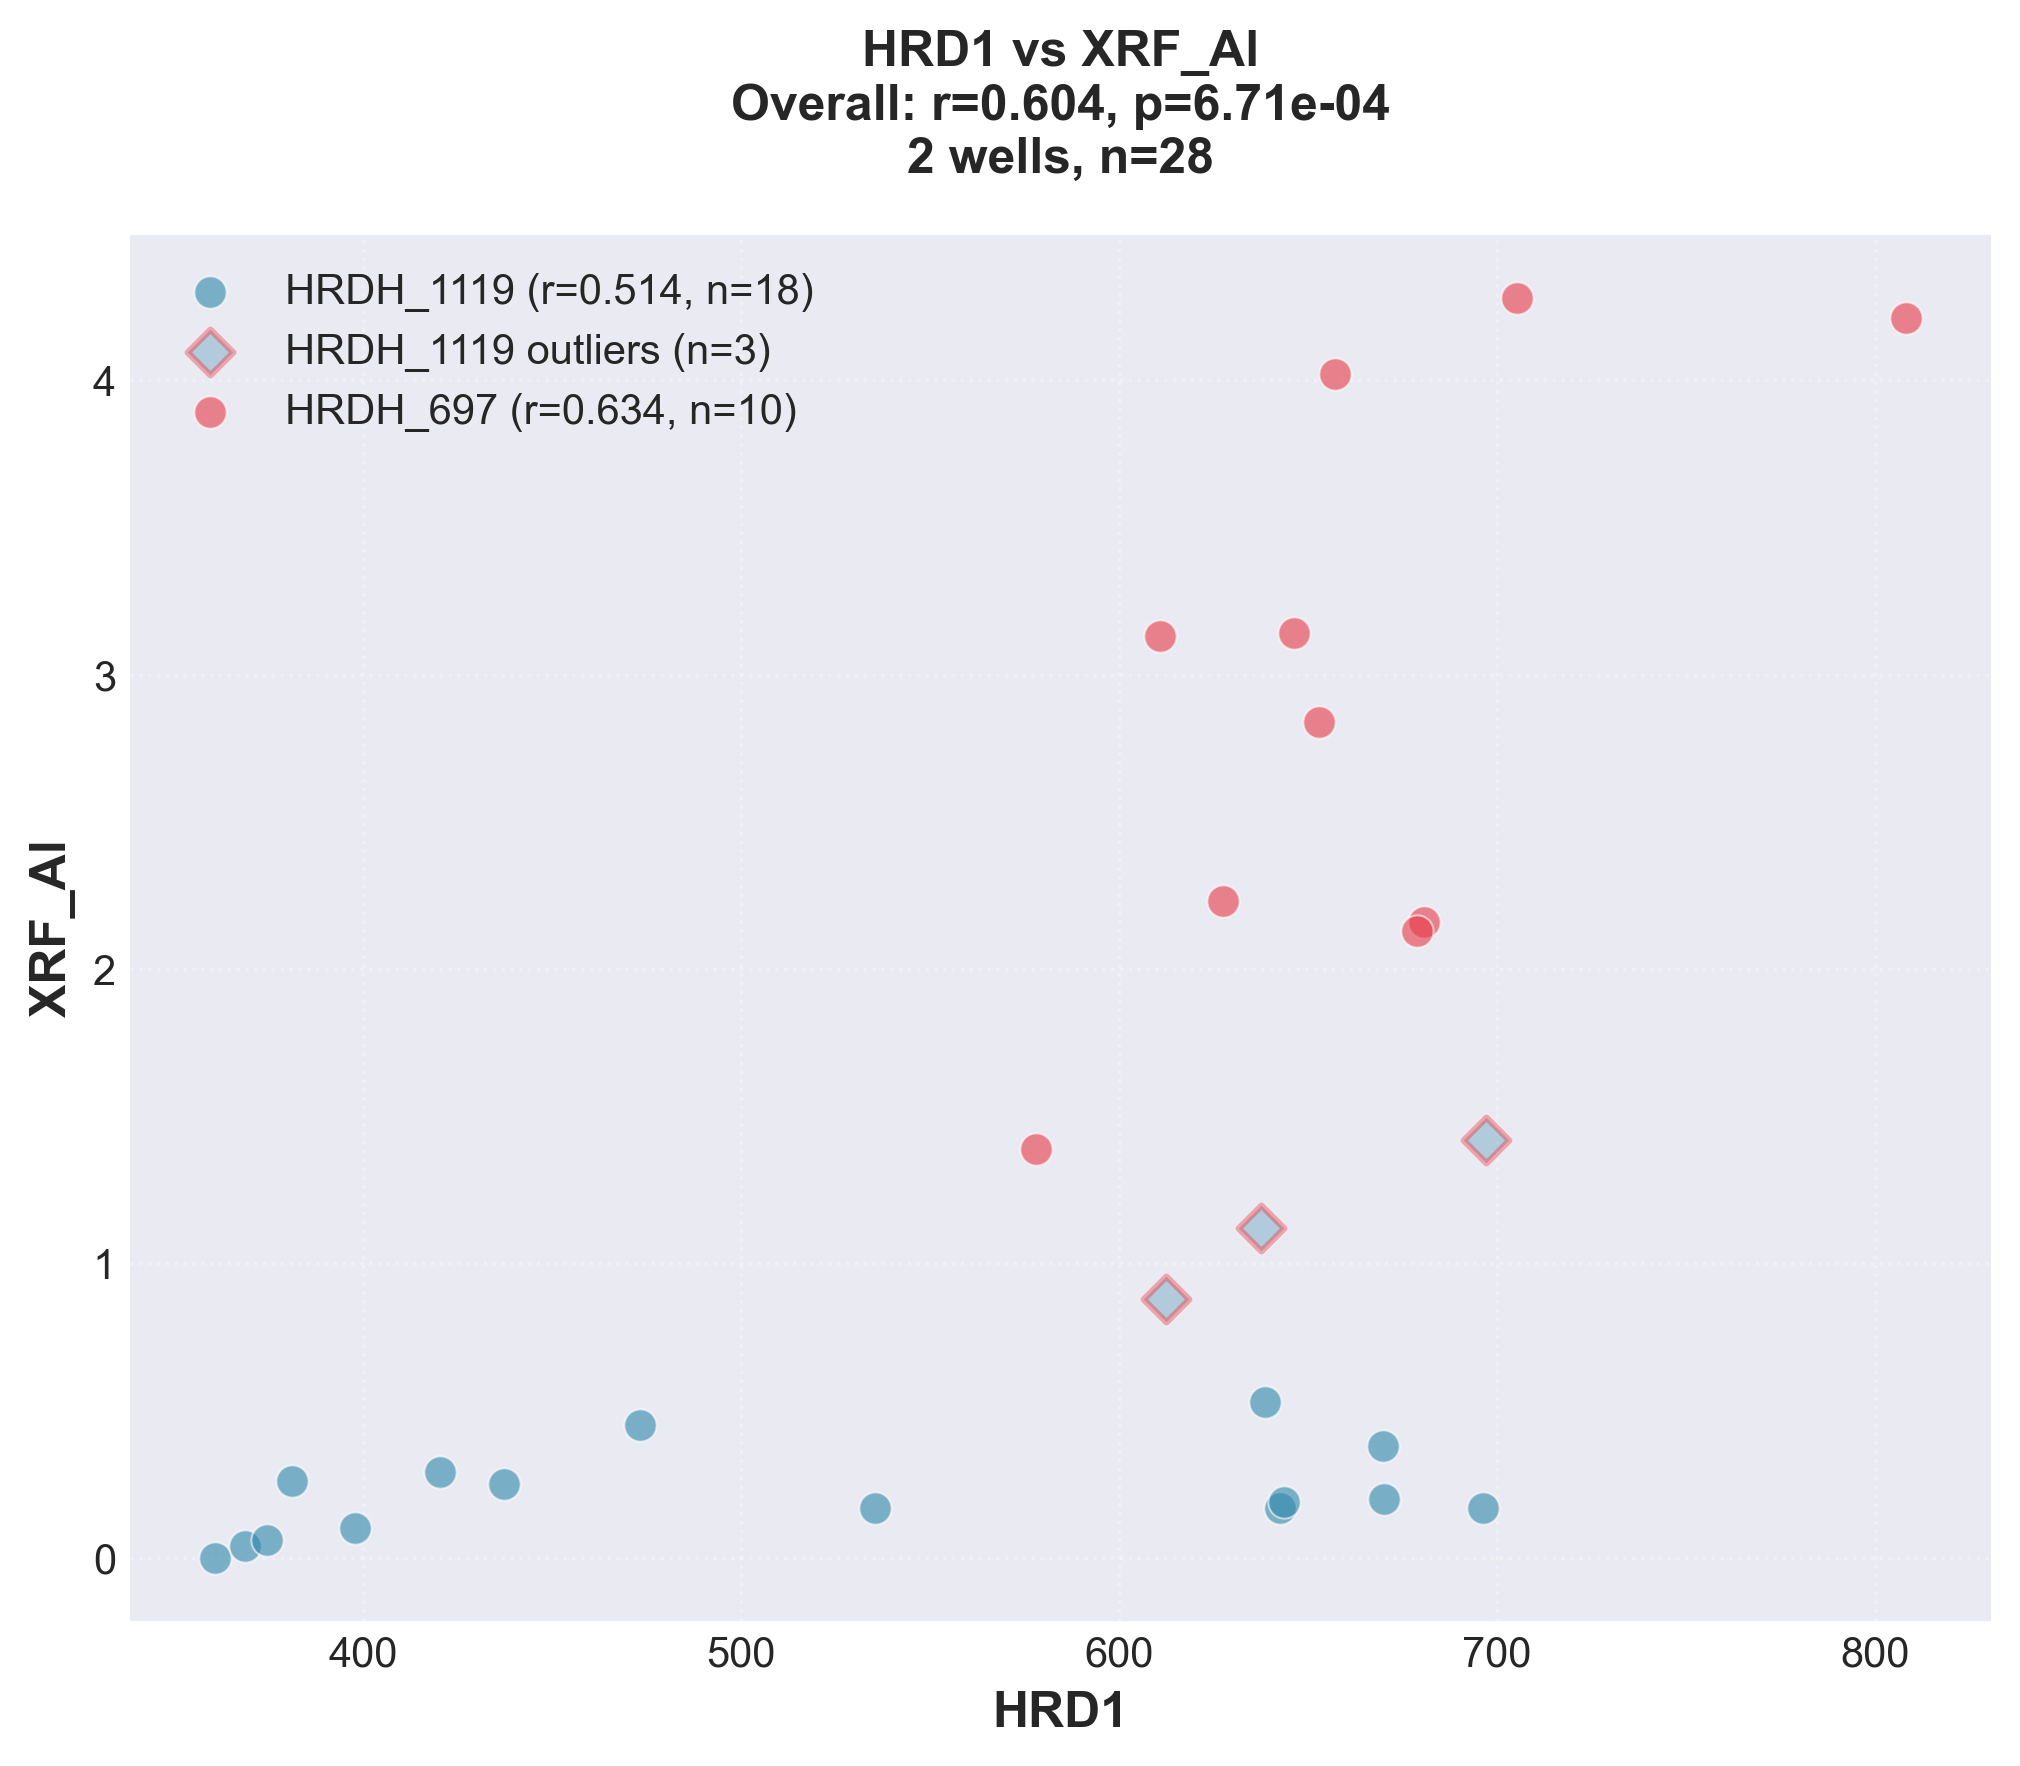 HRD1 vs XRF_Al
Overall: r=0.604, p=6.71e-04
2 wells, n=28
HRDH_1119 (r=0.514, n=18)
HRDH_1119 outliers (n=3)
HRDH_697 (r=0.634, n=10)
XRF_Al
4
3
2
1
0
400
500
600
700
800
HRD1